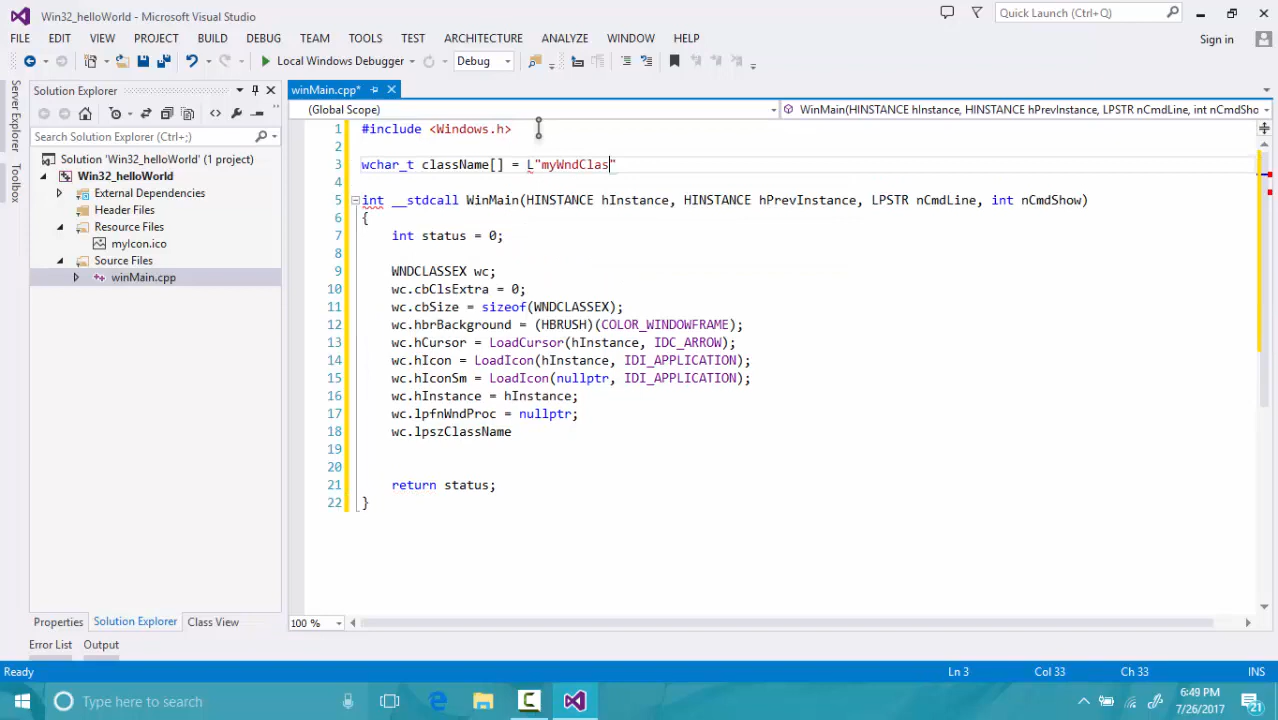 Win32_helloWorld - Microsoft Visual Studio
Quick Launch (Ctrl+Q)
FILE EDIT VIEW PROJECT BUILD DEBUG TEAM TOOLS TEST ARCHITECTURE ANALYZE WINDOW HELP
Sign in
Local Windows Debugger
Debug
Server Explorer
Toolbox
Solution Explorer
Search Solution Explorer (Ctrl+;)
Solution 'Win32_helloWorld' (1 project)
Win32_helloWorld
External Dependencies
Header Files
Resource Files
myIcon.ico
Source Files
winMain.cpp
Properties Solution Explorer Class View
winMain.cpp*
(Global Scope)
WinMain(HINSTANCE hInstance, HINSTANCE hPrevInstance, LPSTR nCmdLine, int nCmdSho
1 #include <Windows.h>
2
3 wchar_t className[] = L"myWndClas"
4
5 int __stdcall WinMain(HINSTANCE hInstance, HINSTANCE hPrevInstance, LPSTR nCmdLine, int nCmdShow)
6 {
7 int status = 0;
8
9 WNDCLASSEX wc;
10 wc.cbClsExtra = 0;
11 wc.cbSize = sizeof(WNDCLASSEX);
12 wc.hbrBackground = (HBRUSH)(COLOR_WINDOWFRAME);
13 wc.hCursor = LoadCursor(hInstance, IDC_ARROW);
14 wc.hIcon = LoadIcon(hInstance, IDI_APPLICATION);
15 wc.hIconSm = LoadIcon(nullptr, IDI_APPLICATION);
16 wc.hInstance = hInstance;
17 wc.lpfnWndProc = nullptr;
18 wc.lpszClassName
19
20
21 return status;
22 }
100 %
Error List Output
Ready
Ln 3 Col 33 Ch 33 INS
Type here to search
6:49 PM
7/26/2017
21